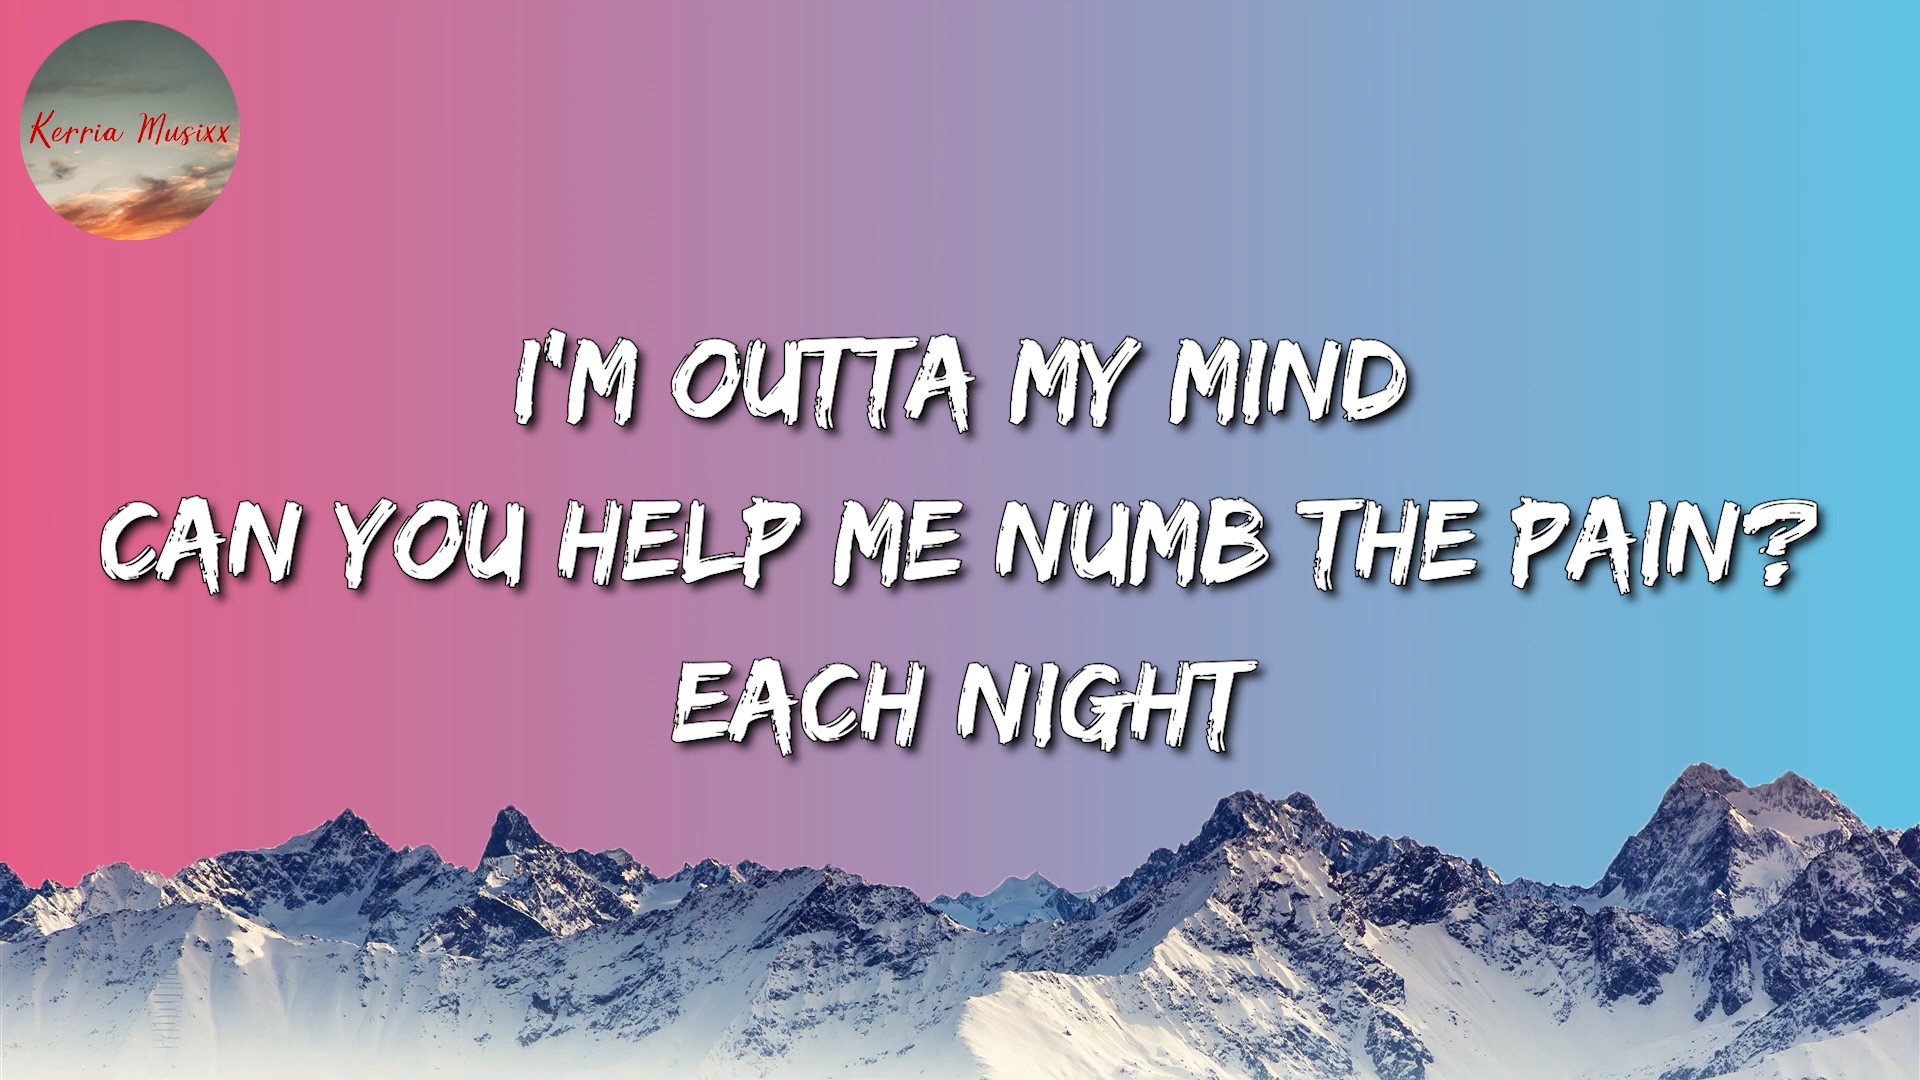 Kerria Musixx
I'M OUTTA MY MIND
CAN YOU HELP ME NUMB THE PAIN?
EACH NIGHT